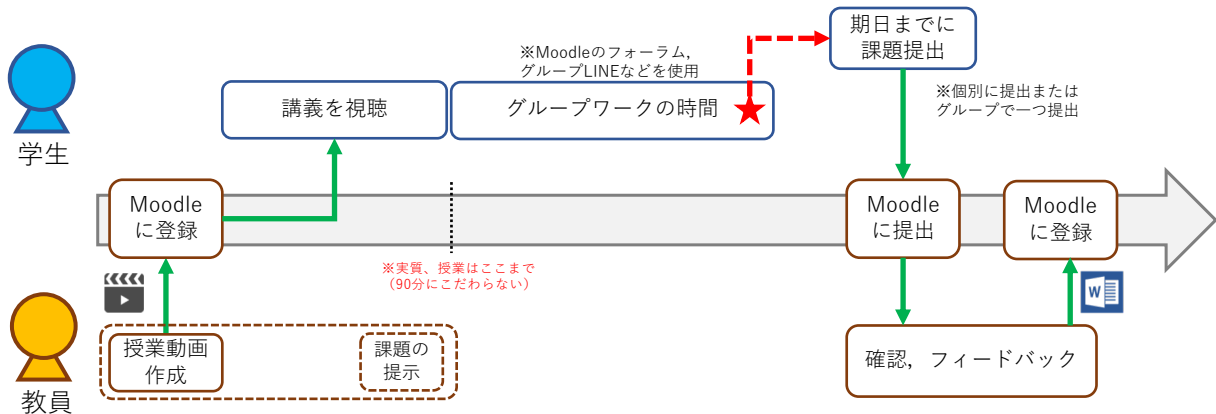 期日までに
課題提出
※Moodleのフォーラム，
グループLINEなどを使用
講義を視聴
グループワークの時間
※個別に提出または
グループで一つ提出
学生
Moodle
に登録
Moodle
に提出
Moodle
に登録
※実質、授業はここまで
（90分にこだわらない）
W
授業動画
作成
課題の
提示
確認，フィードバック
教員